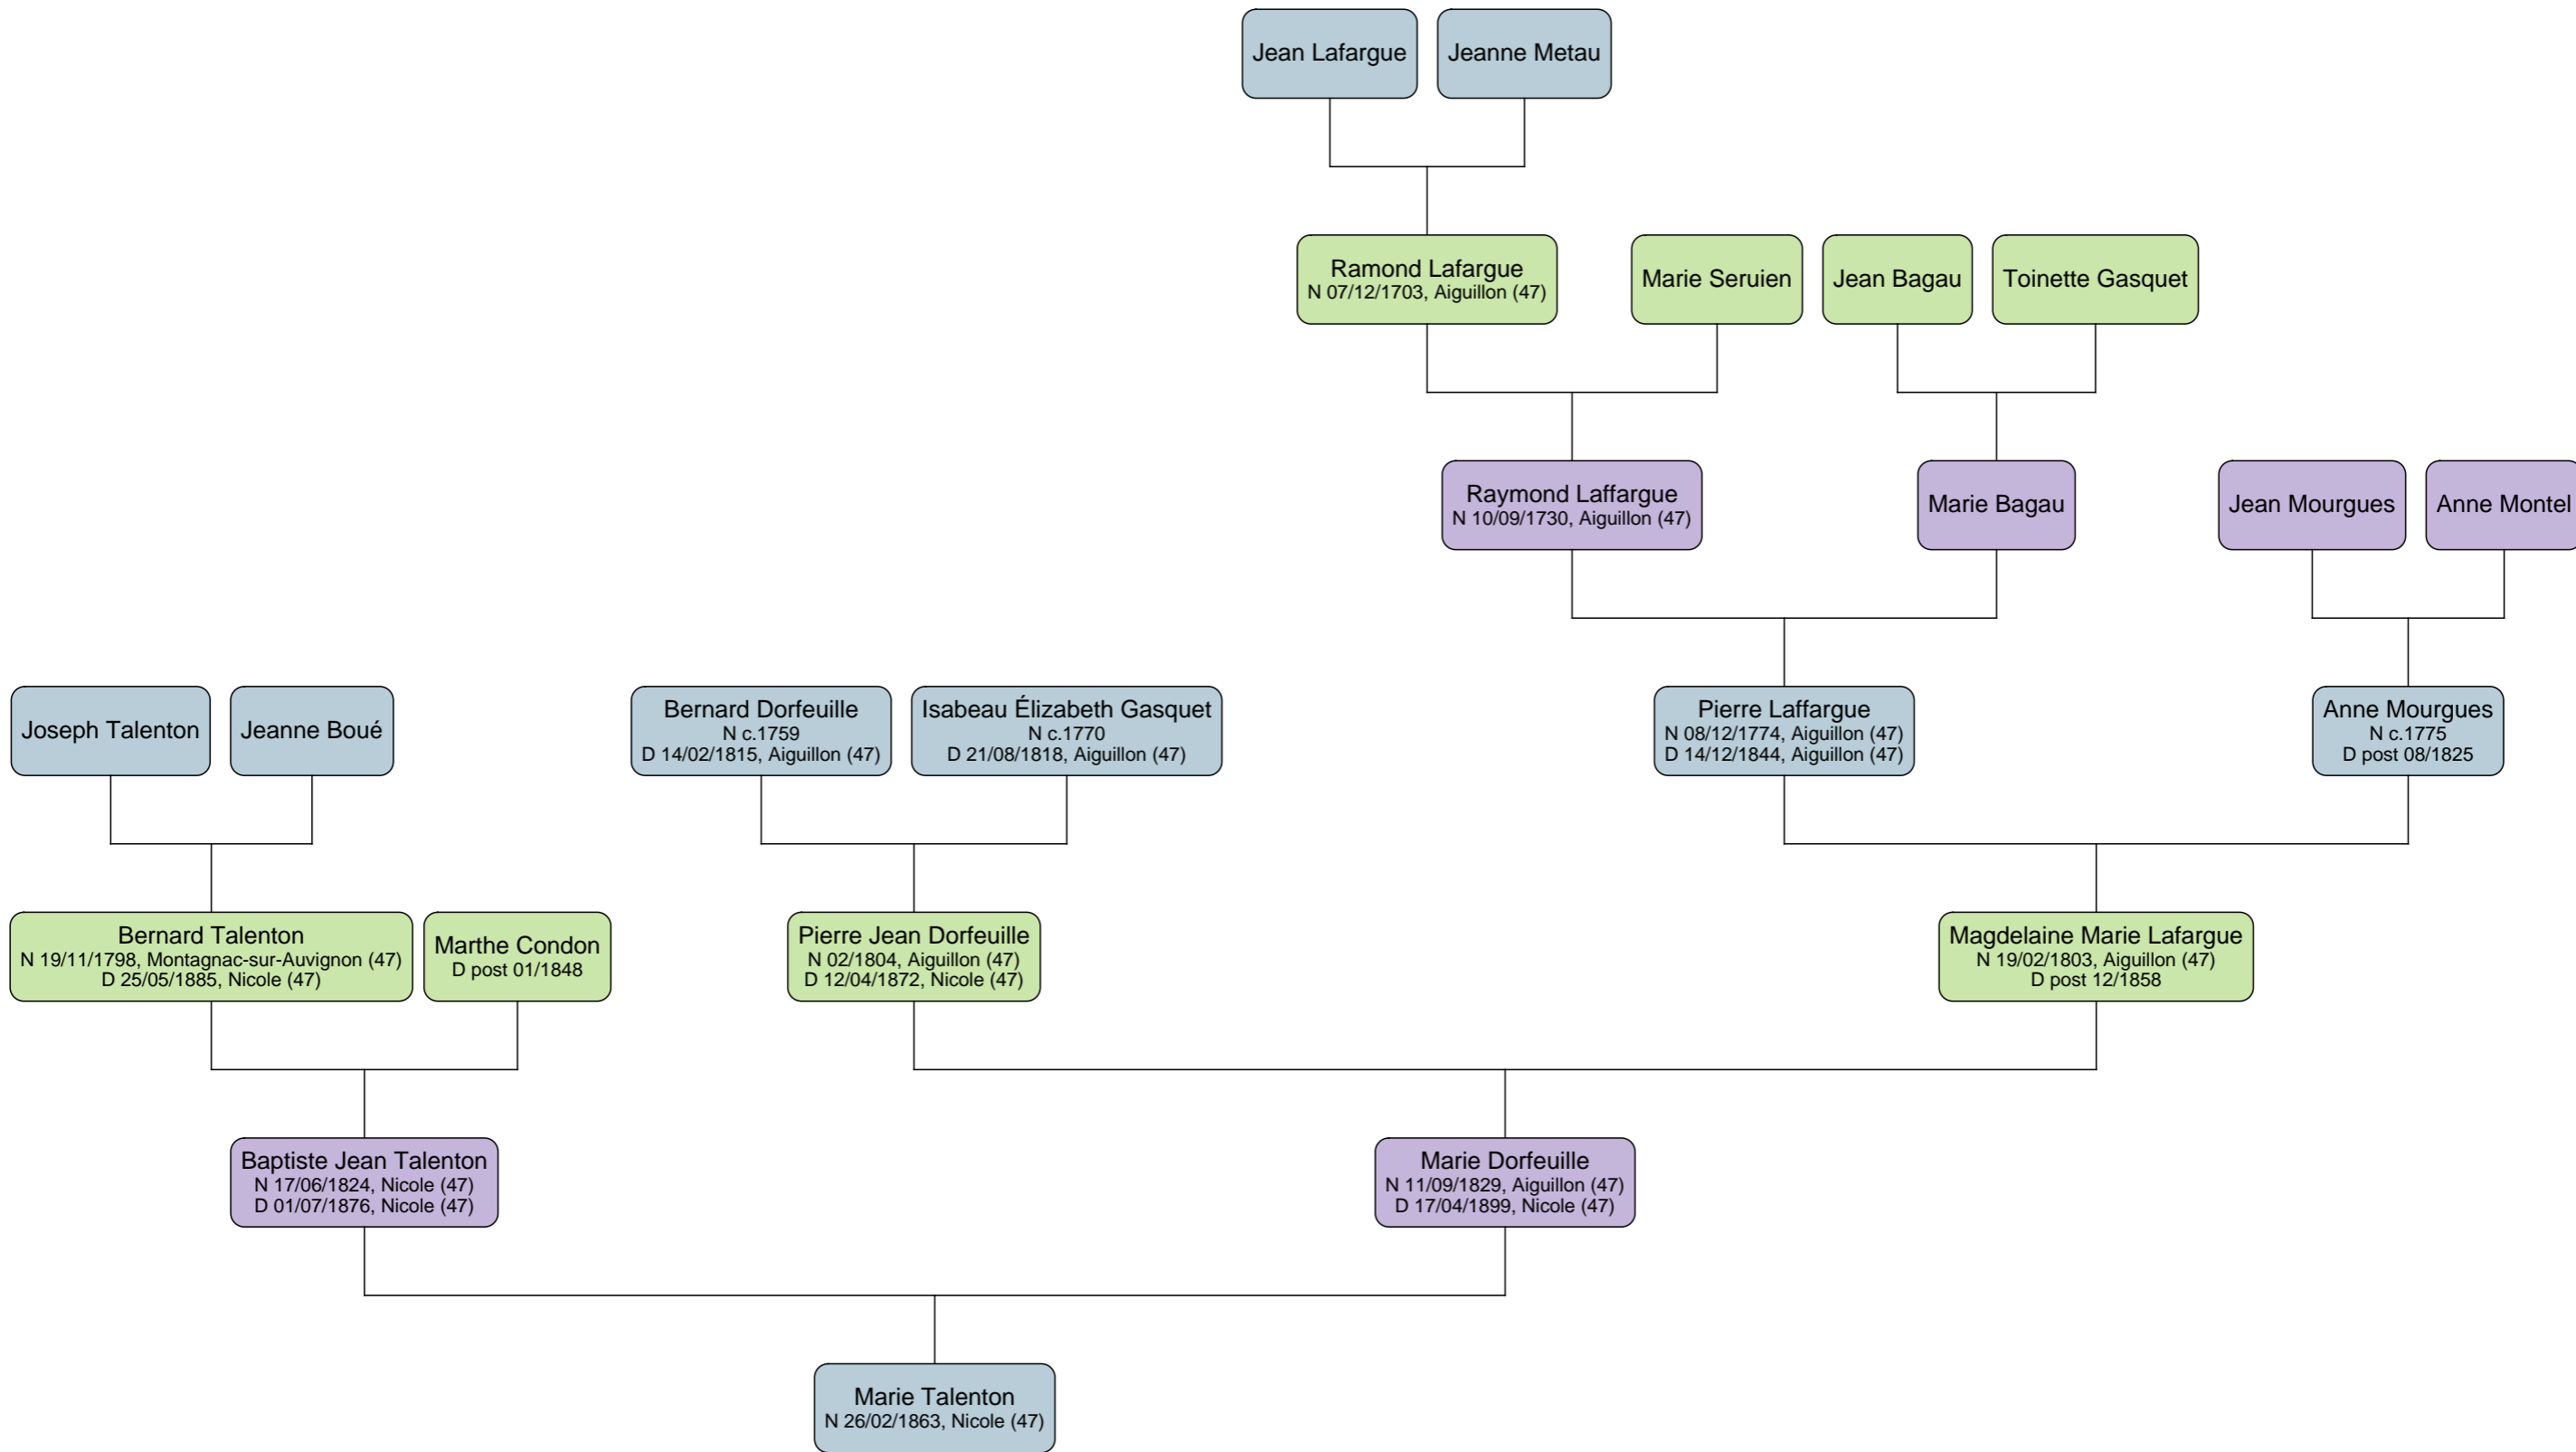 Jean Lafargue
Jeanne Metau
Ramond Lafargue
N 07/12/1703, Aiguillon (47)
Marie Seruien
Jean Bagau
Toinette Gasquet
Raymond Laffargue
N 10/09/1730, Aiguillon (47)
Marie Bagau
Jean Mourgues
Anne Montel
Joseph Talenton
Jeanne Boué
Bernard Dorfeuille
N c.1759
D 14/02/1815, Aiguillon (47)
Isabeau Élizabeth Gasquet
N c.1770
D 21/08/1818, Aiguillon (47)
Pierre Laffargue
N 08/12/1774, Aiguillon (47)
D 14/12/1844, Aiguillon (47)
Anne Mourgues
N c.1775
D post 08/1825
Bernard Talenton
N 19/11/1798, Montagnac-sur-Auvignon (47)
D 25/05/1885, Nicole (47)
Marthe Condon
D post 01/1848
Pierre Jean Dorfeuille
N 02/1804, Aiguillon (47)
D 12/04/1872, Nicole (47)
Magdelaine Marie Lafargue
N 19/02/1803, Aiguillon (47)
D post 12/1858
Baptiste Jean Talenton
N 17/06/1824, Nicole (47)
D 01/07/1876, Nicole (47)
Marie Dorfeuille
N 11/09/1829, Aiguillon (47)
D 17/04/1899, Nicole (47)
Marie Talenton
N 26/02/1863, Nicole (47)